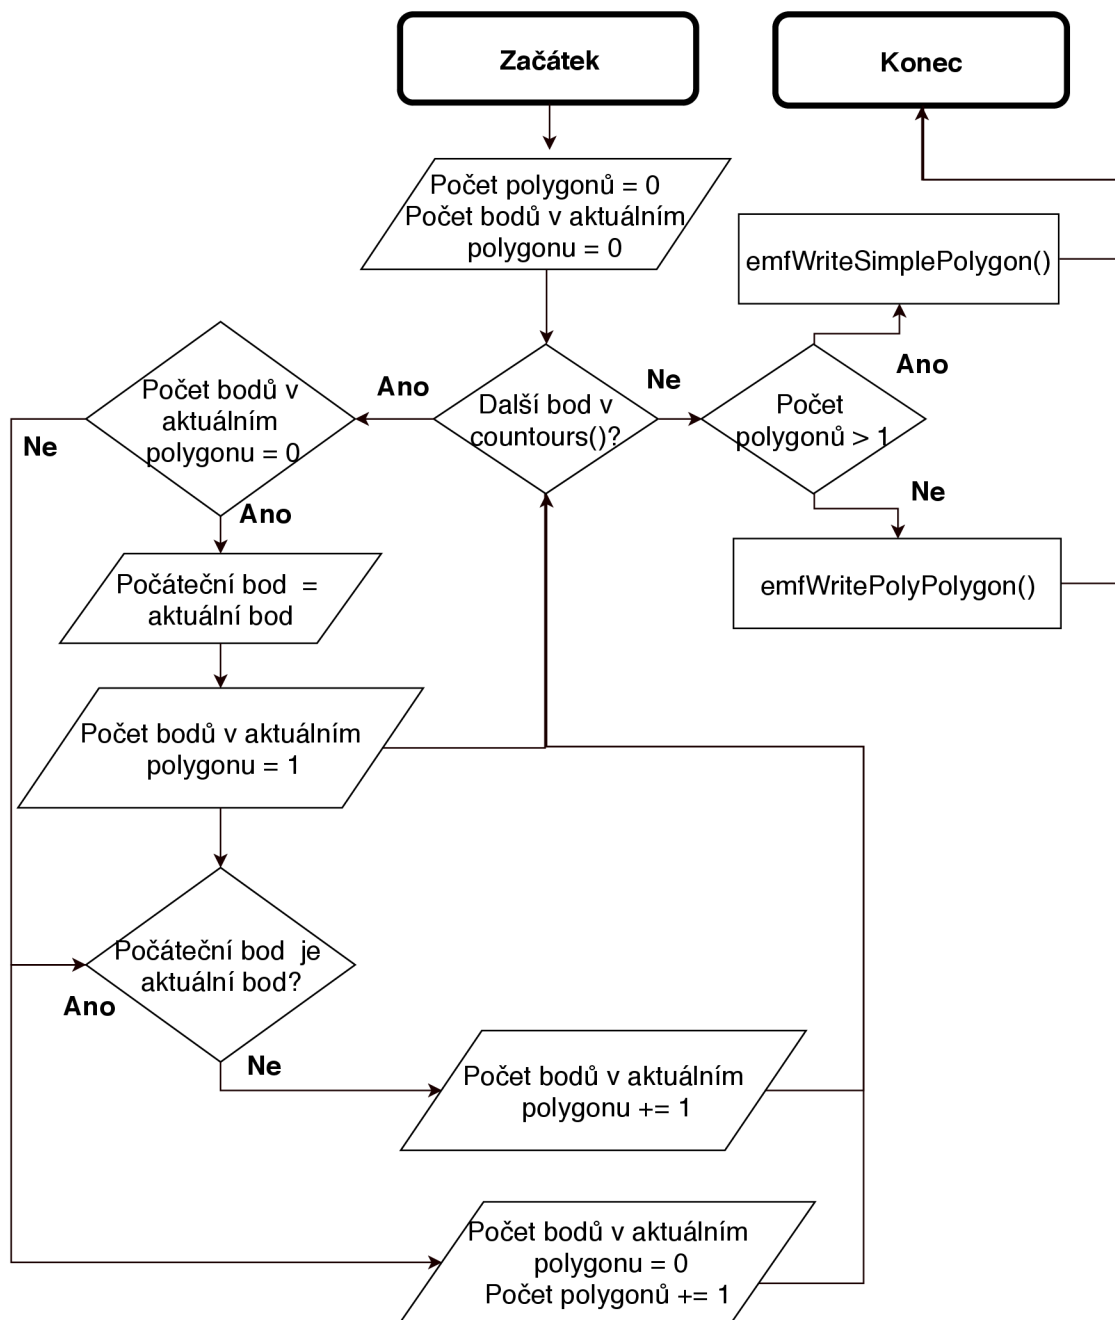 Začátek
Konec
Počet polygonů = 0
Počet bodů v aktuálním
polygonu = 0
emfWriteSimplePolygon()
Ano
Ne
Počet bodů v
aktuálním
polygonu = 0
Ano
Další bod v
countours()?
Počet
polygonů > 1
Ne
Ne
Ano
Počáteční bod =
aktuální bod
emfWritePolyPolygon()
Počet bodů v aktuálním
polygonu = 1
Počáteční bod je
aktuální bod?
Ano
Ne
Počet bodů v aktuálním
polygonu += 1
Počet bodů v aktuálním
polygonu = 0
Počet polygonů += 1